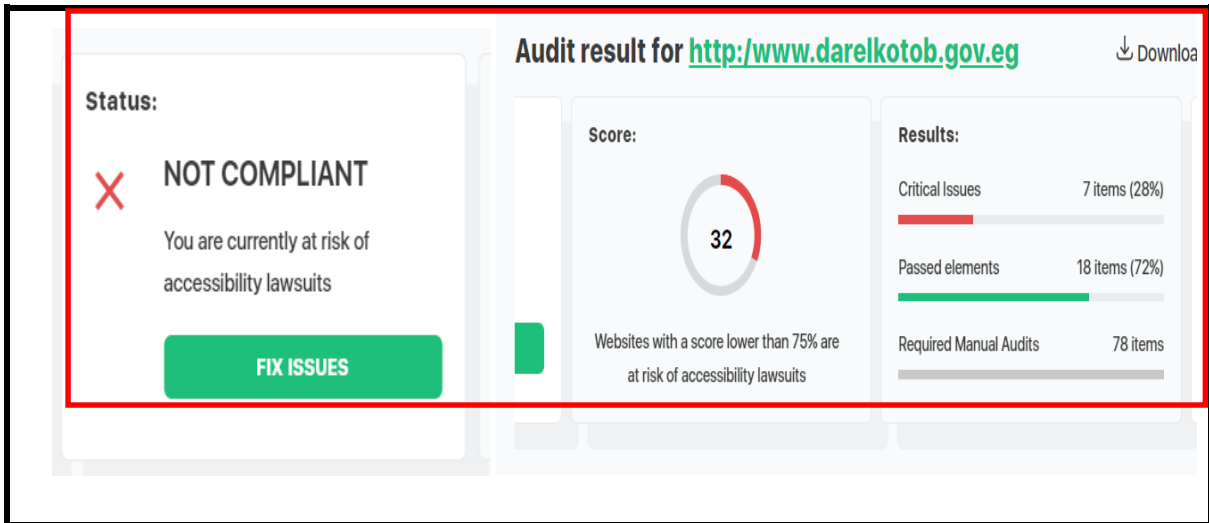 Status:
NOT COMPLIANT
You are currently at risk of
accessibility lawsuits
FIX ISSUES
Audit result for http:/www.darelkotob.gov.eg
Score:
32
Websites with a score lower than 75% are
at risk of accessibility lawsuits
Results:
Critical Issues 7 items (28%)
Passed elements 18 items (72%)
Required Manual Audits 78 items